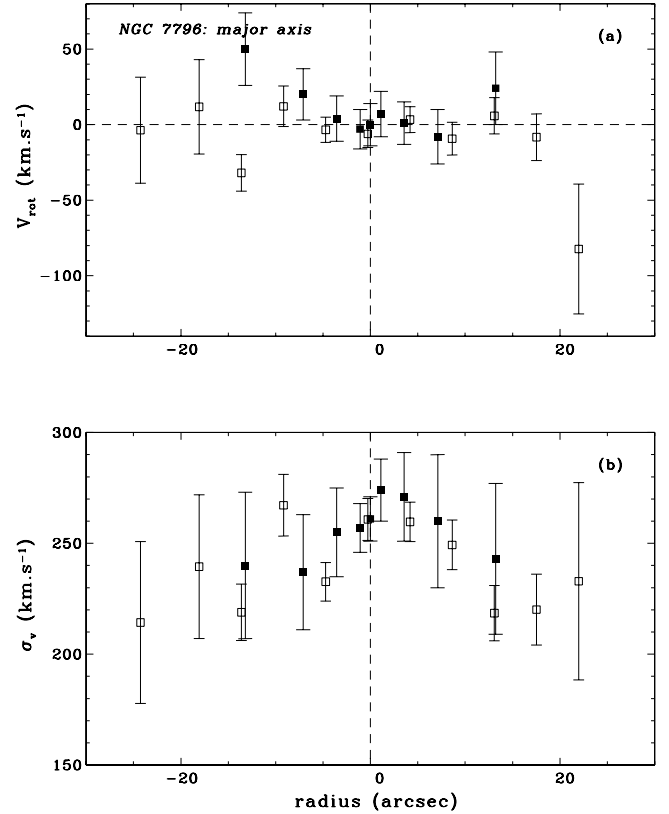 NGC 7796: major axis
(a)
50
0
−50
−100
V_rot (km.s⁻¹)
−20 0 20
300
(b)
250
200
150
σ_v (km.s⁻¹)
−20 0 20
radius (arcsec)